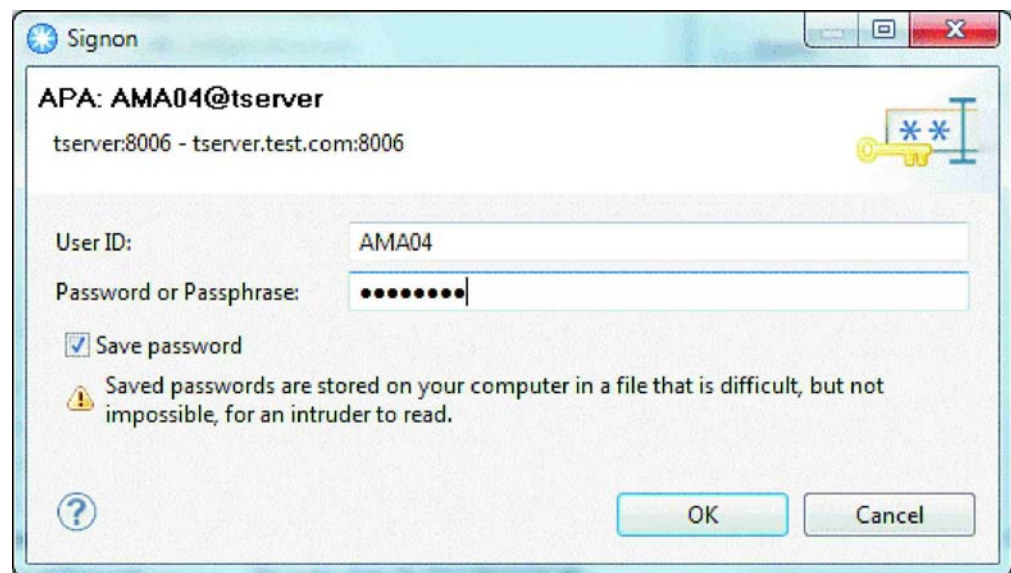 Signon
APA: AMA04@tserver
tserver:8006 - tserver.test.com:8006
**
User ID: AMA04
Password or Passphrase: ••••••••
Save password
Saved passwords are stored on your computer in a file that is difficult, but not
impossible, for an intruder to read.
?
OK Cancel